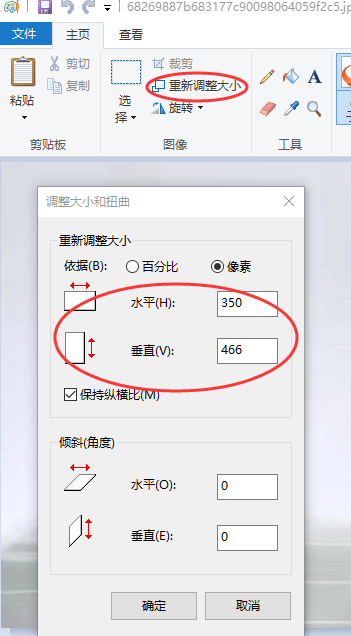 68269887b683177c90098064059f2c5.jp
文件 主页 查看
粘贴
剪切
复制
剪贴板
选择
裁剪
重新调整大小
旋转
图像
A
工具
调整大小和扭曲
重新调整大小
依据(B): 百分比 像素
水平(H): 350
垂直(V): 466
保持纵横比(M)
倾斜(角度)
水平(O): 0
垂直(E): 0
确定 取消